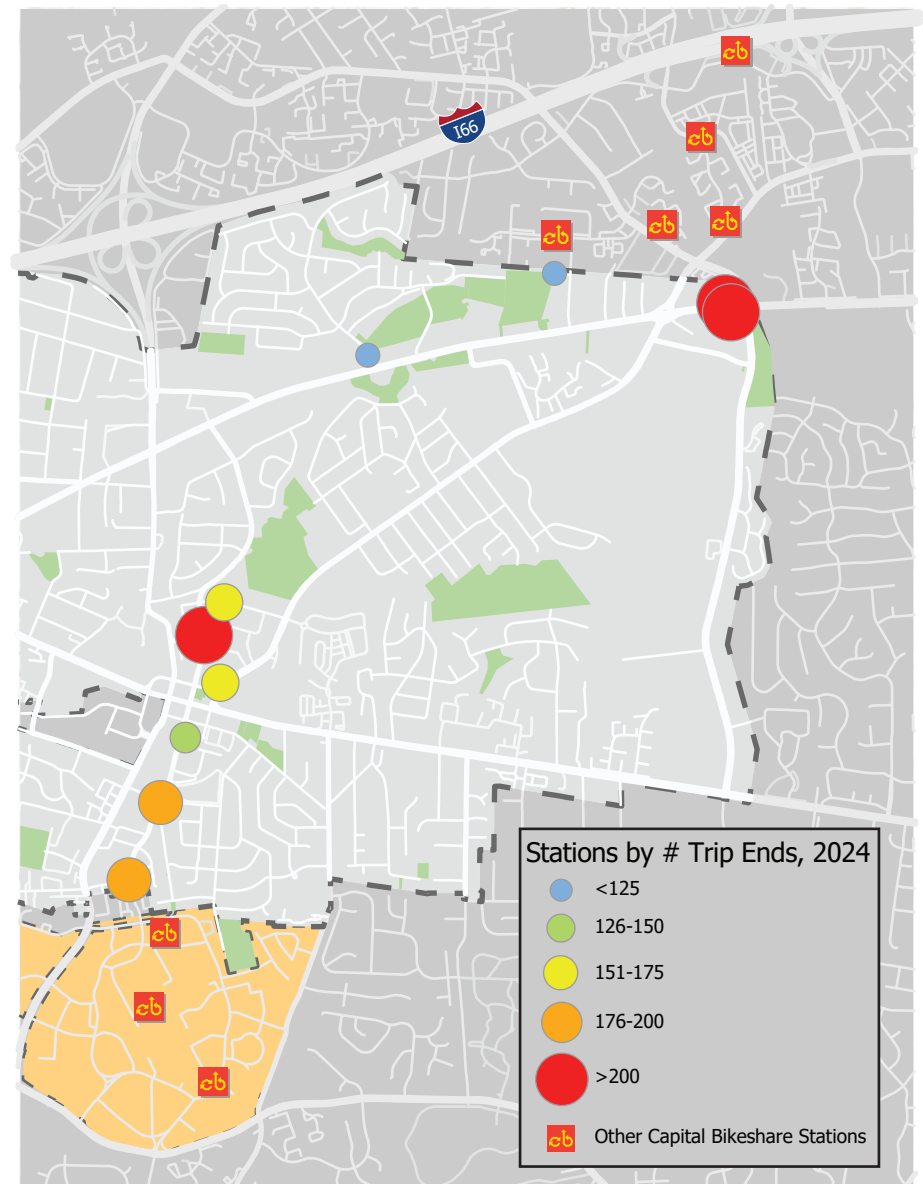 I66
Stations by # Trip Ends, 2024
<125
126-150
151-175
176-200
>200
Other Capital Bikeshare Stations